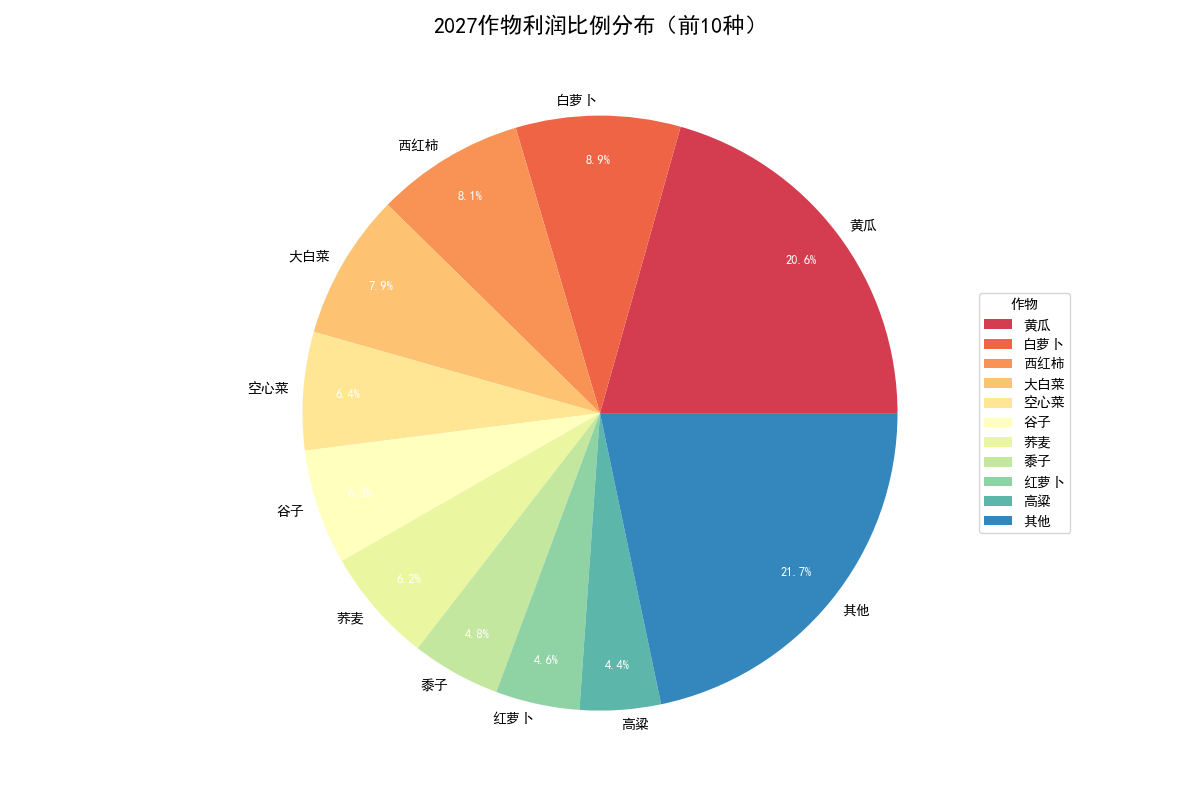 2027作物利润比例分布（前10种）
白萝卜
8.9%
西红柿
8.1%
黄瓜
20.6%
大白菜
7.9%
空心菜
6.4%
谷子
荞麦
6.2%
黍子
4.8%
红萝卜
4.6%
高粱
4.4%
其他
21.7%
作物
黄瓜
白萝卜
西红柿
大白菜
空心菜
谷子
荞麦
黍子
红萝卜
高粱
其他